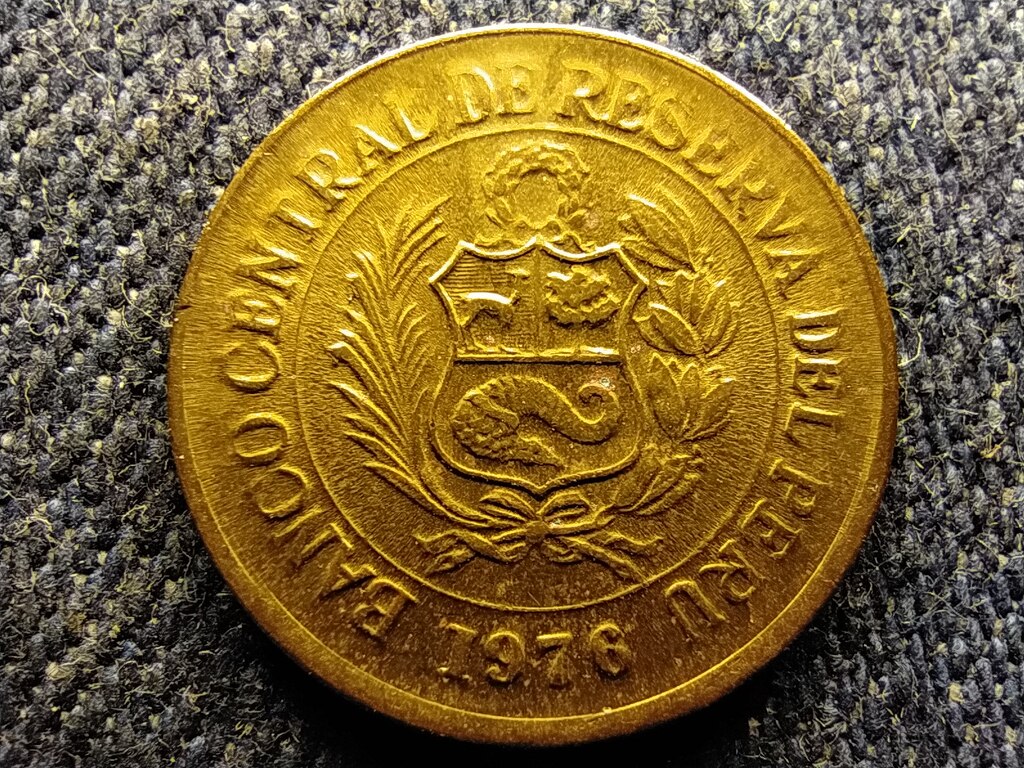 BANCO CENTRAL DE RESERVA DEL PERU
1976